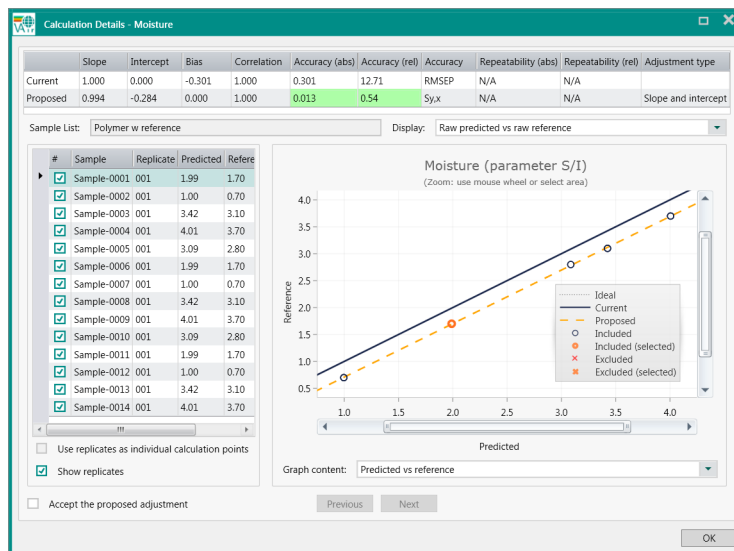 Calculation Details - Moisture
Slope Intercept Bias Correlation Accuracy (abs) Accuracy (rel) Accuracy Repeatability (abs) Repeatability (rel) Adjustment type
Current 1.000 0.000 -0.301 1.000 0.301 12.71 RMSEP N/A N/A
Proposed 0.994 -0.284 0.000 1.000 0.013 0.54 Sy,x N/A N/A Slope and intercept
Sample List: Polymer w reference Display: Raw predicted vs raw reference
# Sample Replicate Predicted Refere
Sample-0001 001 1.99 1.70
Sample-0002 001 1.00 0.70
Sample-0003 001 3.42 3.10
Sample-0004 001 4.01 3.70
Sample-0005 001 3.09 2.80
Sample-0006 001 1.99 1.70
Sample-0007 001 1.00 0.70
Sample-0008 001 3.42 3.10
Sample-0009 001 4.01 3.70
Sample-0010 001 3.09 2.80
Sample-0011 001 1.99 1.70
Sample-0012 001 1.00 0.70
Sample-0013 001 3.42 3.10
Sample-0014 001 4.01 3.70
Use replicates as individual calculation points
Show replicates
Moisture (parameter S/I)
(Zoom: use mouse wheel or select area)
Reference
4.0
3.5
3.0
2.5
2.0
1.5
1.0
0.5
Ideal
Current
Proposed
Included
Included (selected)
Excluded
Excluded (selected)
1.0 1.5 2.0 2.5 3.0 3.5 4.0
Predicted
Graph content: Predicted vs reference
Accept the proposed adjustment
Previous Next
OK